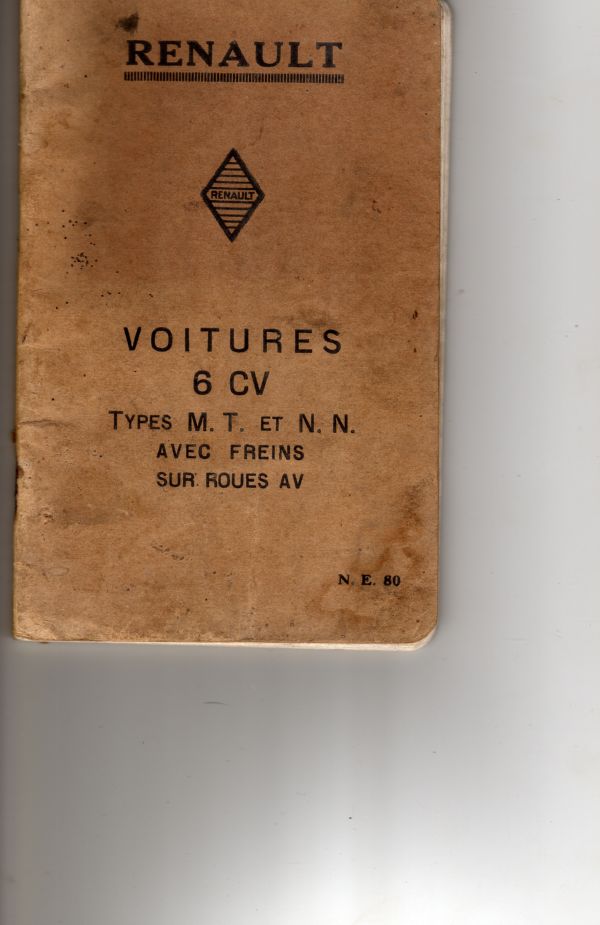 RENAULT
RENAULT
VOITURES
6 CV
TYPES M. T. ET N. N.
AVEC FREINS
SUR ROUES AV
N. E. 80